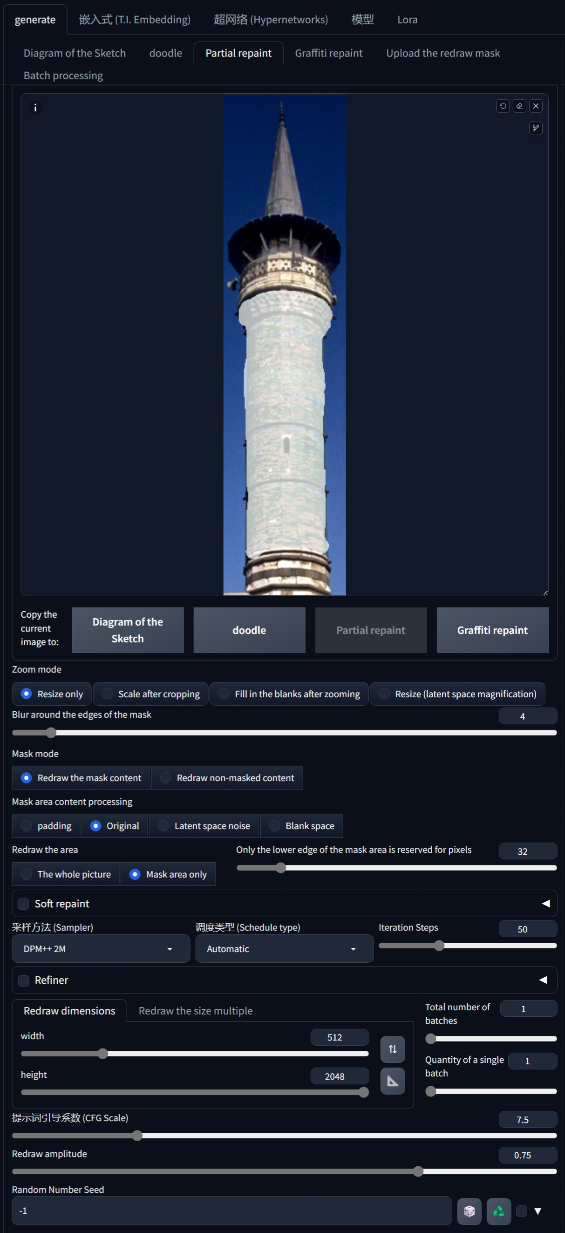 generate 嵌入式 (T.I. Embedding) 超网络 (Hypernetworks) 模型 Lora
Diagram of the Sketch doodle Partial repaint Graffiti repaint Upload the redraw mask
Batch processing
Copy the
current
image to:
Diagram of the
Sketch
doodle
Partial repaint
Graffiti repaint
Zoom mode
Resize only Scale after cropping Fill in the blanks after zooming Resize (latent space magnification)
Blur around the edges of the mask 4
Mask mode
Redraw the mask content Redraw non-masked content
Mask area content processing
padding Original Latent space noise Blank space
Redraw the area
The whole picture Mask area only
Only the lower edge of the mask area is reserved for pixels 32
Soft repaint
采样方法 (Sampler)
DPM++ 2M
调度类型 (Schedule type)
Automatic
Iteration Steps 50
Refiner
Redraw dimensions Redraw the size multiple
width 512
height 2048
Total number of
batches
1
Quantity of a single
batch
1
提示词引导系数 (CFG Scale) 7.5
Redraw amplitude 0.75
Random Number Seed
-1